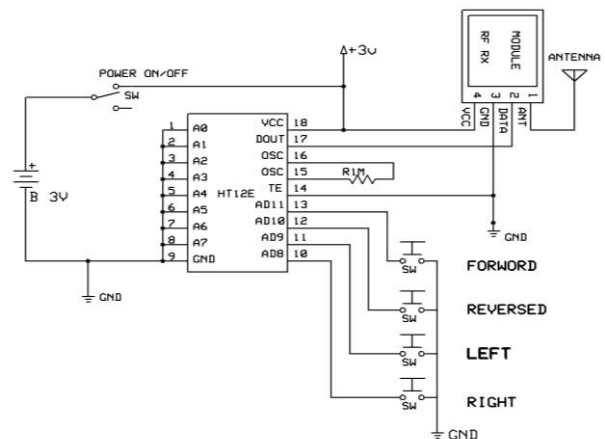 +3V
POWER ON/OFF
SW
+
B 3V
GND
MODULE
RF RX
4 3 2 1
VCC
GND
DATA
ANT
ANTENNA
HT12E
1 A0
2 A1
3 A2
4 A3
5 A4
6 A5
7 A6
8 A7
9 GND
VCC 18
DOUT 17
OSC 16
OSC 15
TE 14
AD11 13
AD10 12
AD9 11
AD8 10
R1M
GND
SW
FORWORD
SW
REVERSED
SW
LEFT
SW
RIGHT
GND